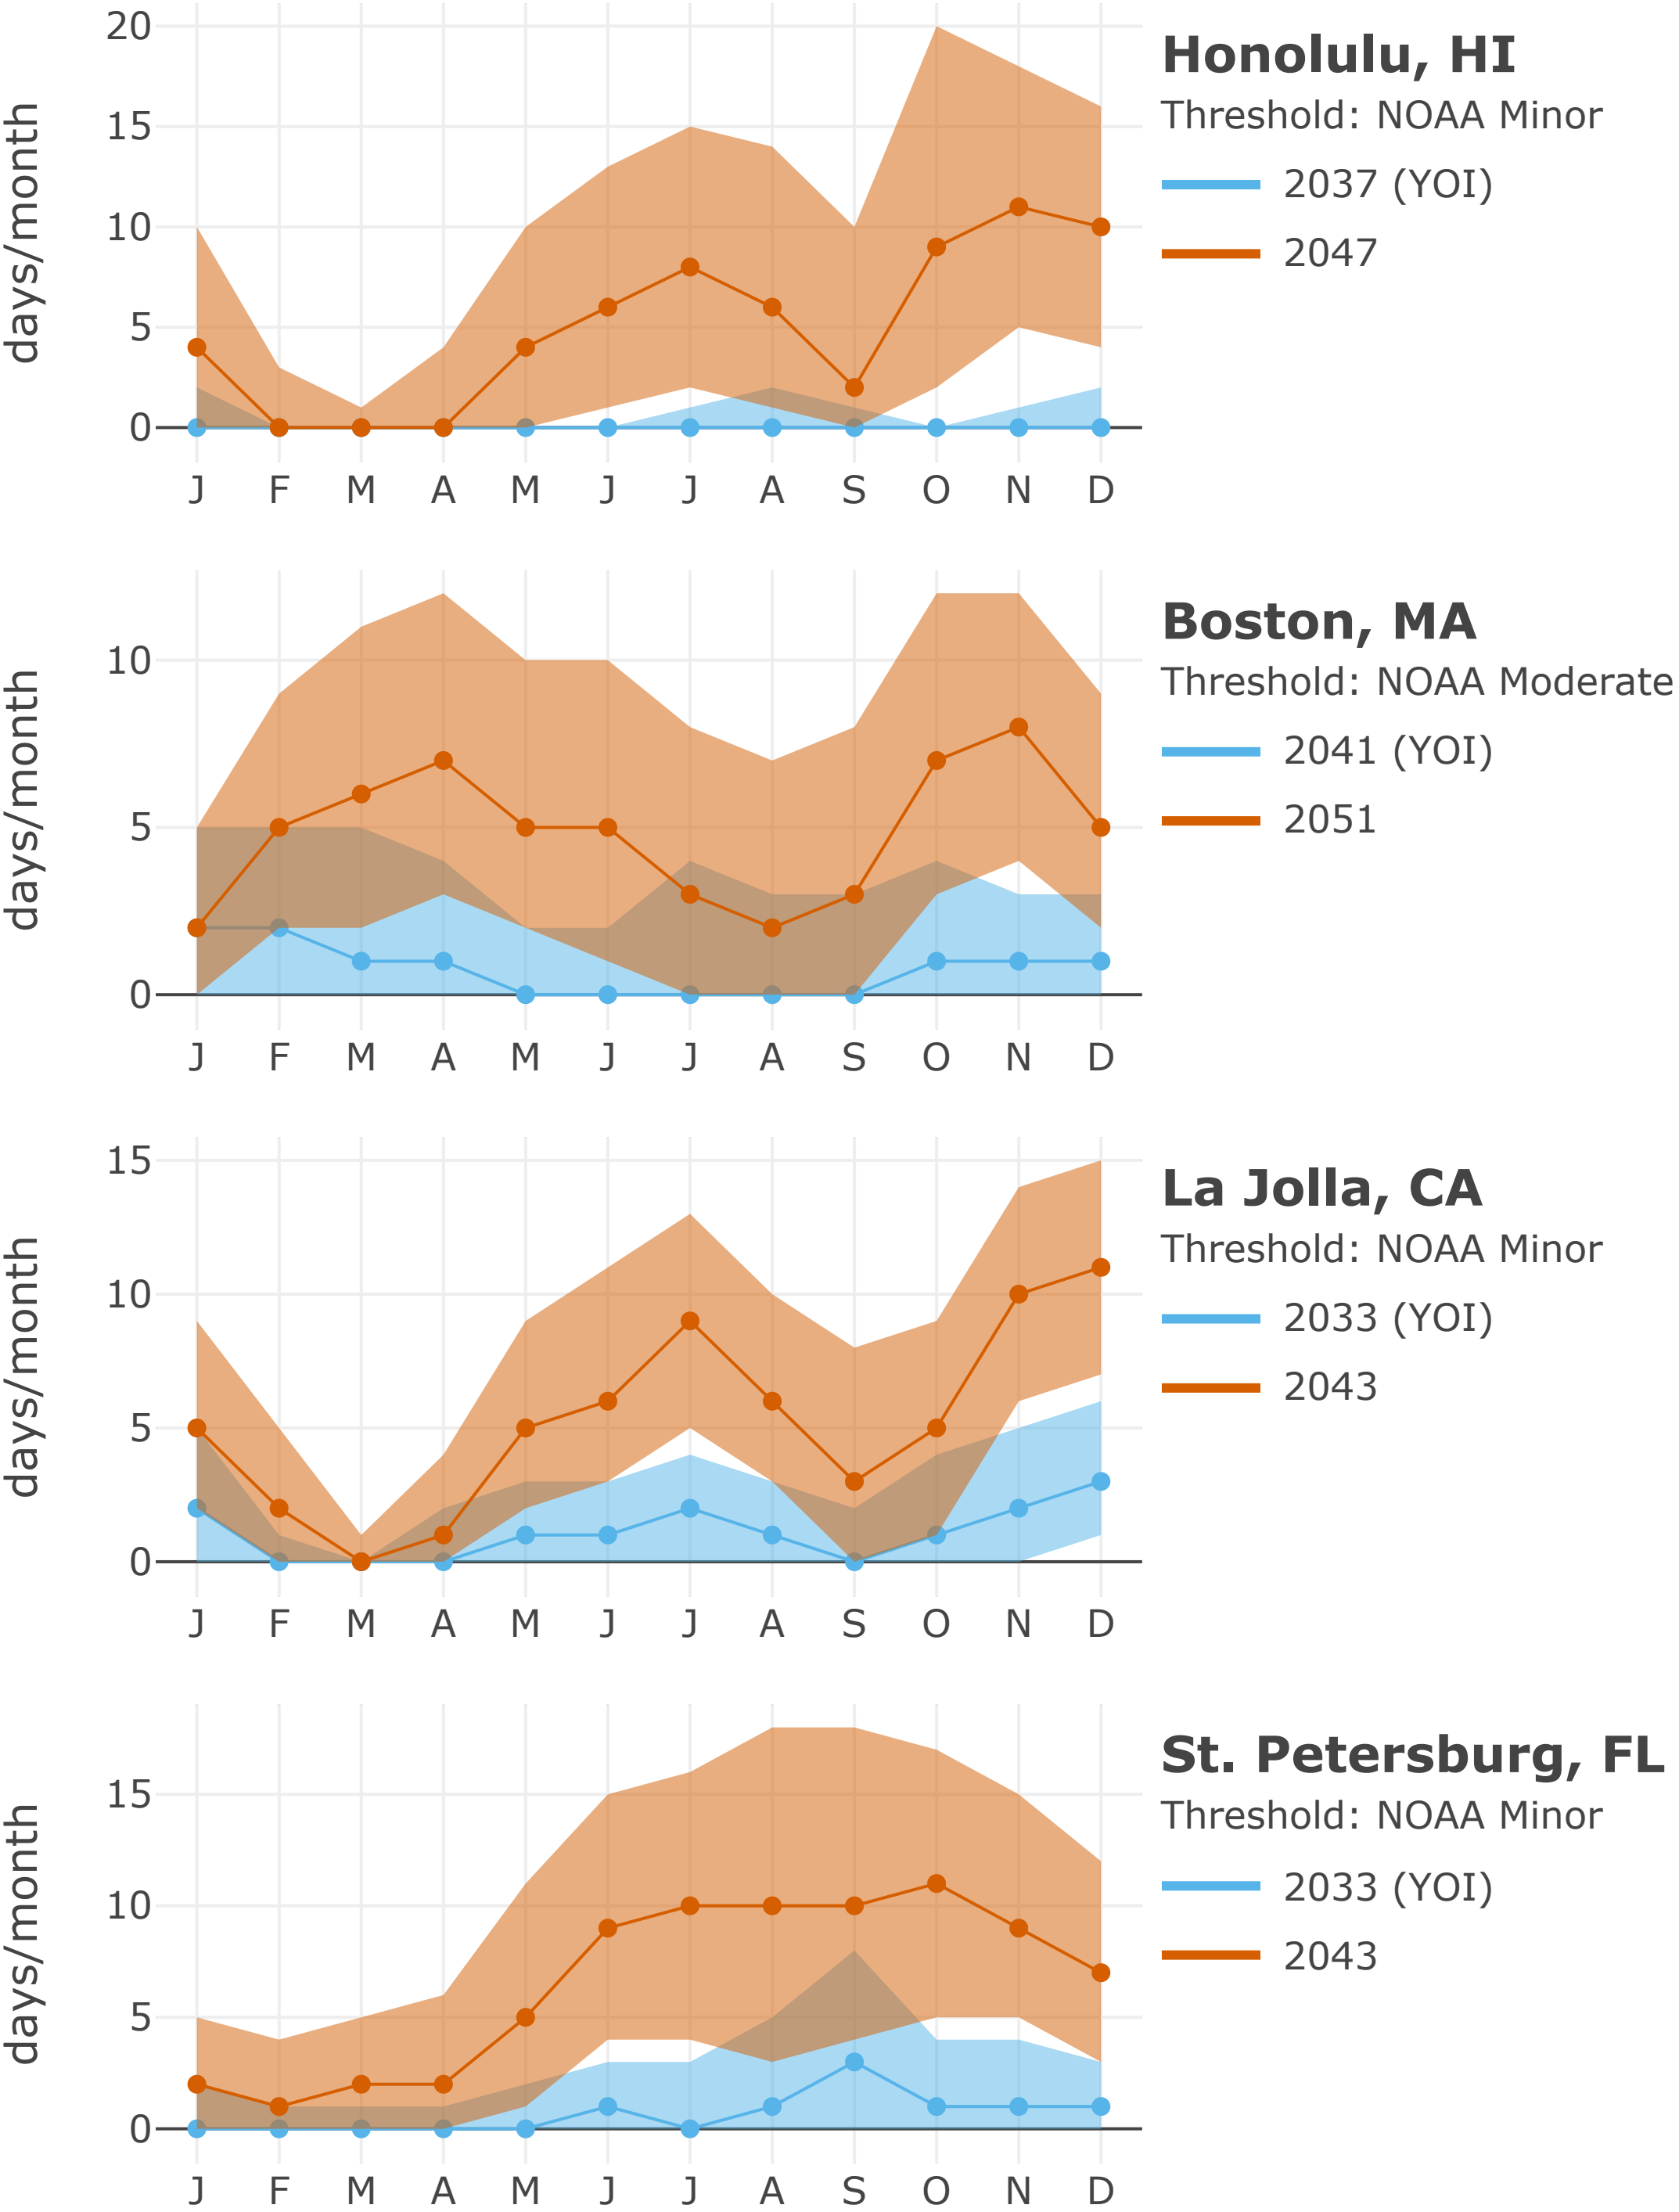 20
15
10
5
0
days/month
J F M A M J J A S O N D
Honolulu, HI
Threshold: NOAA Minor
2037 (YOI)
2047
10
5
0
days/month
J F M A M J J A S O N D
Boston, MA
Threshold: NOAA Moderate
2041 (YOI)
2051
15
10
5
0
days/month
J F M A M J J A S O N D
La Jolla, CA
Threshold: NOAA Minor
2033 (YOI)
2043
15
10
5
0
days/month
J F M A M J J A S O N D
St. Petersburg, FL
Threshold: NOAA Minor
2033 (YOI)
2043